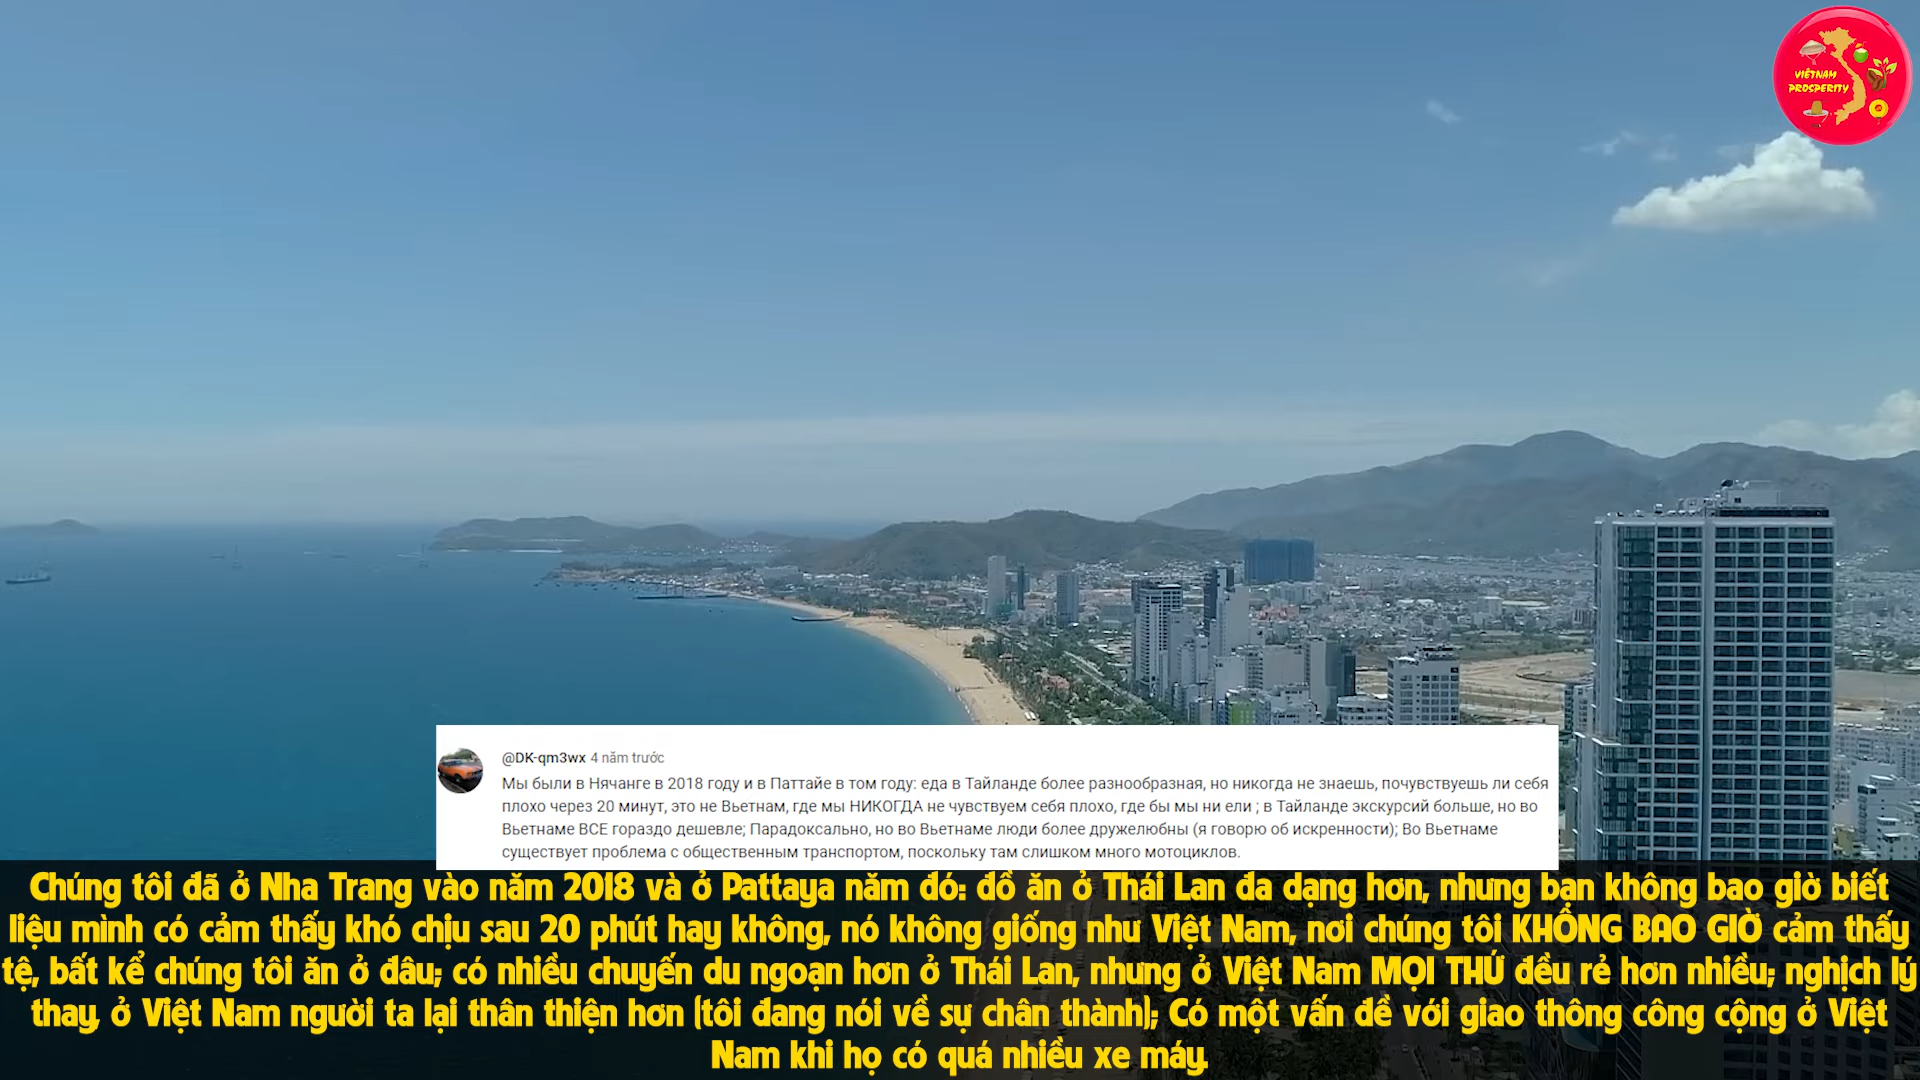 VIỆTNAM
PROSPERITY
@DK-qm3wx 4 năm trước
Мы были в Нячанге в 2018 году и в Паттайе в том году: еда в Тайланде более разнообразная, но никогда не знаешь, почувствуешь ли себя
плохо через 20 минут, это не Вьетнам, где мы НИКОГДА не чувствуем себя плохо, где бы мы ни ели ; в Тайланде экскурсий больше, но во
Вьетнаме ВСЕ гораздо дешевле; Парадоксально, но во Вьетнаме люди более дружелюбны (я говорю об искренности); Во Вьетнаме
существует проблема с общественным транспортом, поскольку там слишком много мотоциклов.
Chúng tôi đã ở Nha Trang vào năm 2018 và ở Pattaya năm đó: đồ ăn ở Thái Lan đa dạng hơn, nhưng bạn không bao giờ biết
liệu mình có cảm thấy khó chịu sau 20 phút hay không, nó không giống như Việt Nam, nơi chúng tôi KHÔNG BAO GIỜ cảm thấy
tệ, bất kể chúng tôi ăn ở đâu; có nhiều chuyến du ngoạn hơn ở Thái Lan, nhưng ở Việt Nam MỌI THỨ đều rẻ hơn nhiều; nghịch lý
thay, ở Việt Nam người ta lại thân thiện hơn (tôi đang nói về sự chân thành); Có một vấn đề với giao thông công cộng ở Việt
Nam khi họ có quá nhiều xe máy.